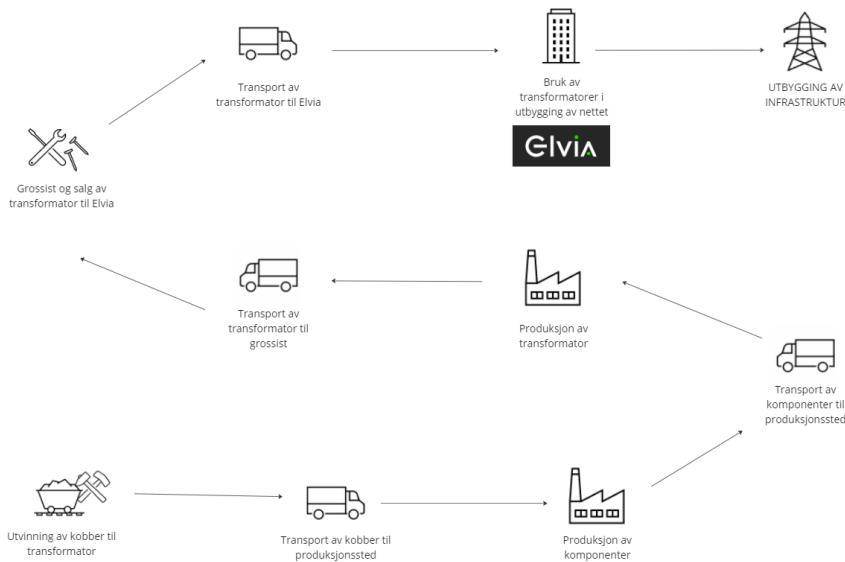 Transport av
transformator til Elvia
Bruk av
transformatorer i
utbygging av nettet
Elvia
UTBYGGING AV
INFRASTRUKTUR
Grossist og salg av
transformator til Elvia
Transport av
transformator til
grossist
Produksjon av
transformator
Transport av
komponenter til
produksjonssted
Utvinning av kobber til
transformator
Transport av kobber til
produksjonssted
Produksjon av
komponenter